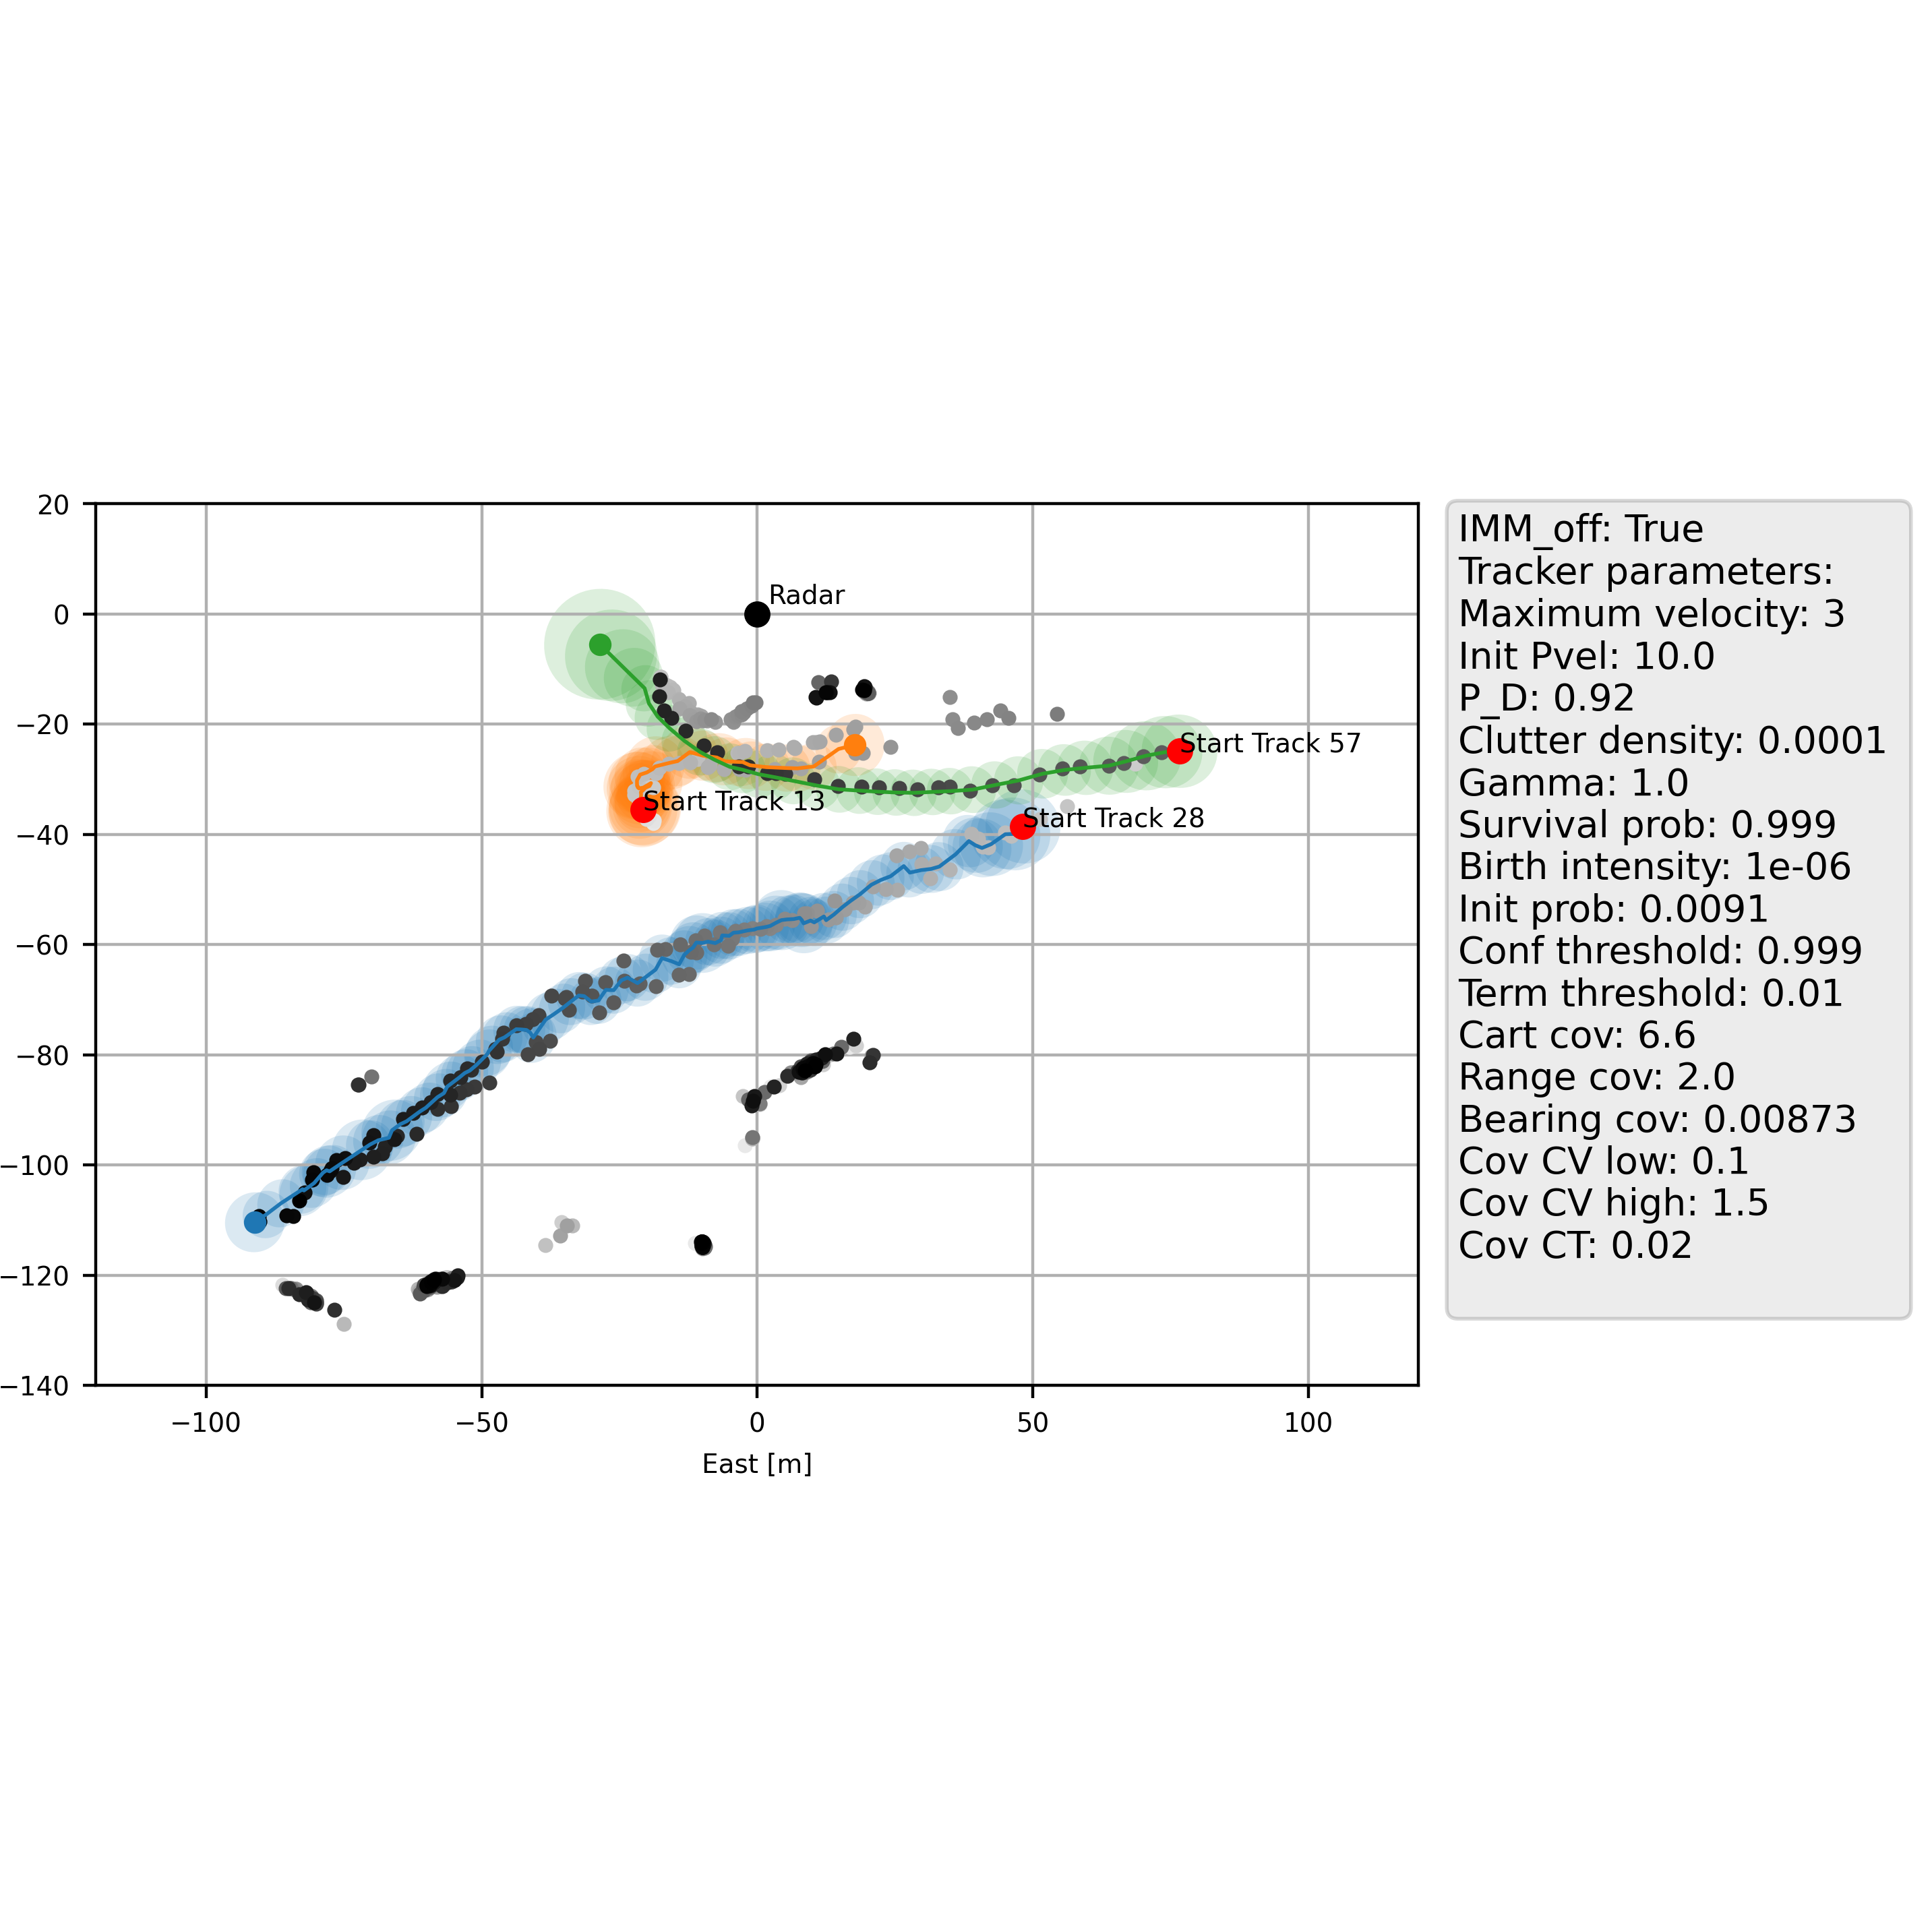 20
0
−20
−40
−60
−80
−100
−120
−140
−100
−50
0
50
100
East [m]
Radar
Start Track 57
Start Track 13
Start Track 28
IMM_off: True
Tracker parameters:
Maximum velocity: 3
Init Pvel: 10.0
P_D: 0.92
Clutter density: 0.0001
Gamma: 1.0
Survival prob: 0.999
Birth intensity: 1e-06
Init prob: 0.0091
Conf threshold: 0.999
Term threshold: 0.01
Cart cov: 6.6
Range cov: 2.0
Bearing cov: 0.00873
Cov CV low: 0.1
Cov CV high: 1.5
Cov CT: 0.02